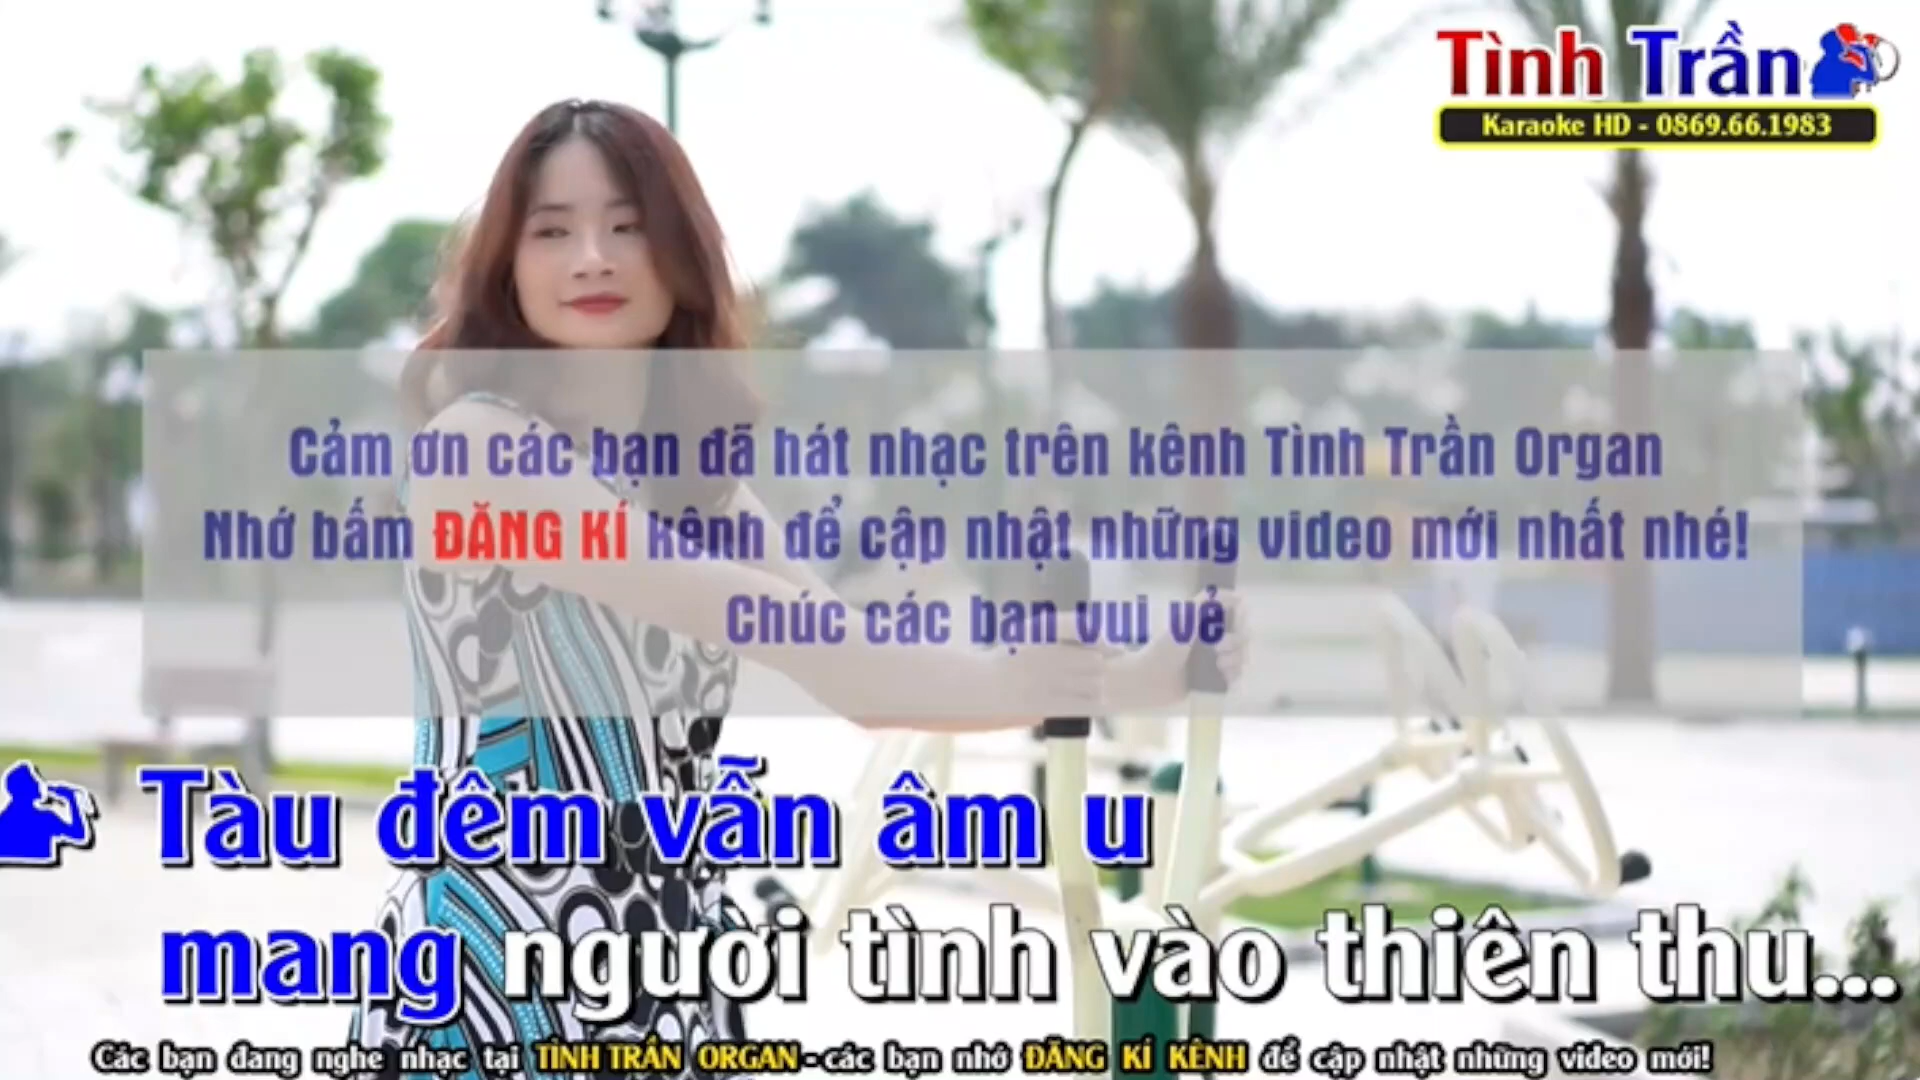 Tình Trần
Karaoke HD - 0869.66.1983
Cảm ơn các bạn đã hát nhạc trên kênh Tình Trần Organ
Nhớ bấm ĐĂNG KÍ kênh để cập nhật những video mới nhất nhé!
Chúc các bạn vui vẻ
Tàu đêm vẫn âm u
mang người tình vào thiên thu...
Các bạn đang nghe nhạc tại TÌNH TRẦN ORGAN - các bạn nhớ ĐĂNG KÍ KÊNH để cập nhật những video mới!